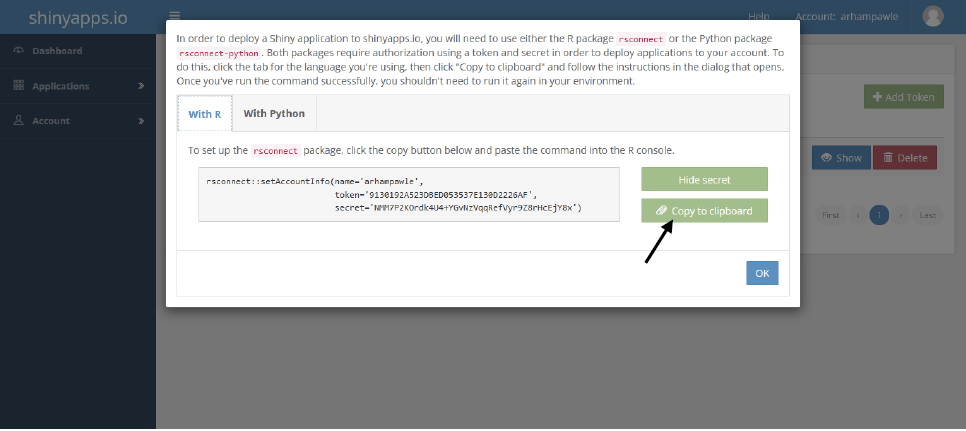 shinyapps.io
Help Account: arhampawle
Dashboard
Applications
Account
In order to deploy a Shiny application to shinyapps.io, you will need to use either the R package rsconnect or the Python package
rsconnect-python. Both packages require authorization using a token and secret in order to deploy applications to your account. To
do this, click the tab for the language you're using, then click "Copy to clipboard" and follow the instructions in the dialog that opens.
Once you've run the command successfully, you shouldn't need to run it again in your environment.
With R With Python
To set up the rsconnect package, click the copy button below and paste the command into the R console.
rsconnect::setAccountInfo(name='arhampawle',
token='9130192A523DBED053537E130D2226AF',
secret='NMM7P2KOrdk4U4+YGvNzVqqRefVyr9Z8rHcEjY8x')
Hide secret
Copy to clipboard
OK
Add Token
Show Delete
First ‹ 1 › Last